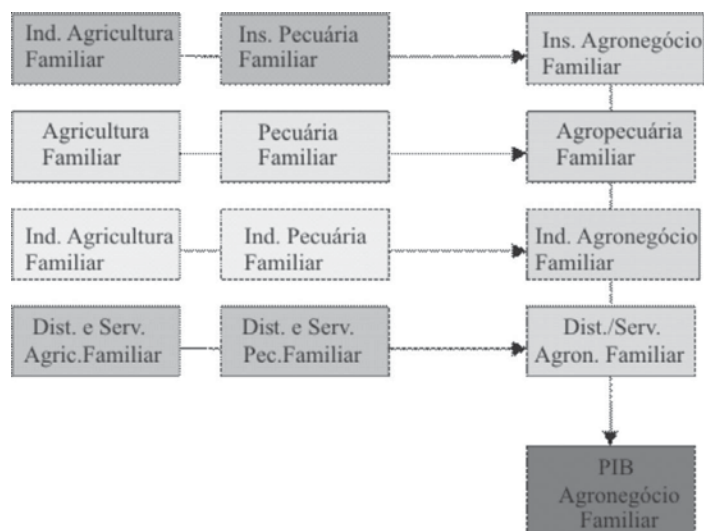 Ind. Agricultura
Familiar
Ins. Pecuária
Familiar
Ins. Agronegócio
Familiar
Agricultura
Familiar
Pecuária
Familiar
Agropecuária
Familiar
Ind. Agricultura
Familiar
Ind. Pecuária
Familiar
Ind. Agronegócio
Familiar
Dist. e Serv.
Agric.Familiar
Dist. e Serv.
Pec.Familiar
Dist./Serv.
Agron. Familiar
PIB
Agronegócio
Familiar